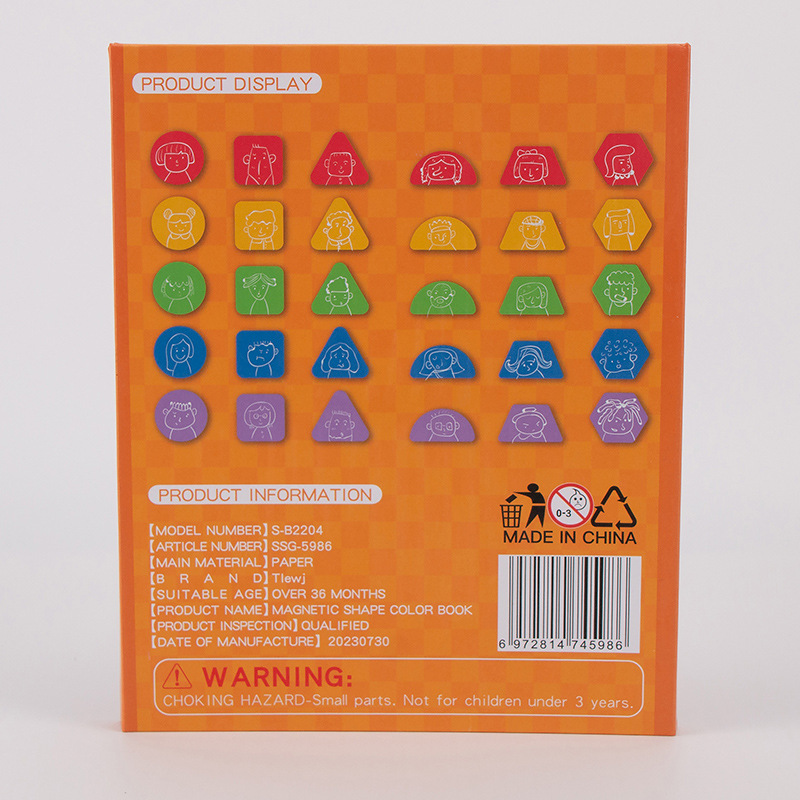 PRODUCT DISPLAY
PRODUCT INFORMATION
【MODEL NUMBER】S-B2204
【ARTICLE NUMBER】SSG-5986
【MAIN MATERIAL】PAPER
【B R A N D】Tlewj
【SUITABLE AGE】OVER 36 MONTHS
【PRODUCT NAME】MAGNETIC SHAPE COLOR BOOK
【PRODUCT INSPECTION】QUALIFIED
【DATE OF MANUFACTURE】 20230730
0-3
MADE IN CHINA
6 972814 745986
WARNING:
CHOKING HAZARD-Small parts. Not for children under 3 years.